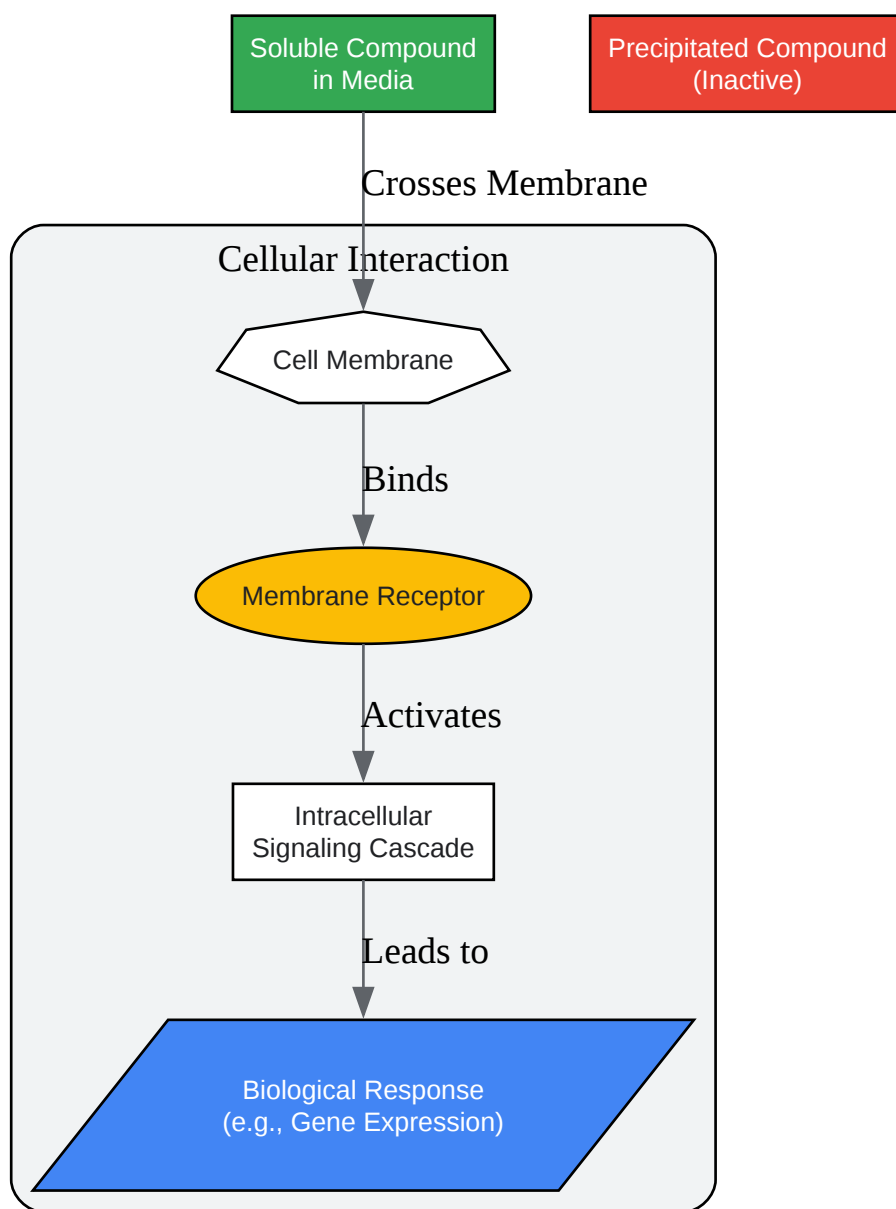 Soluble Compound
in Media
Precipitated Compound
(Inactive)
Crosses Membrane
Cellular Interaction
Cell Membrane
Binds
Membrane Receptor
Activates
Intracellular
Signaling Cascade
Leads to
Biological Response
(e.g., Gene Expression)